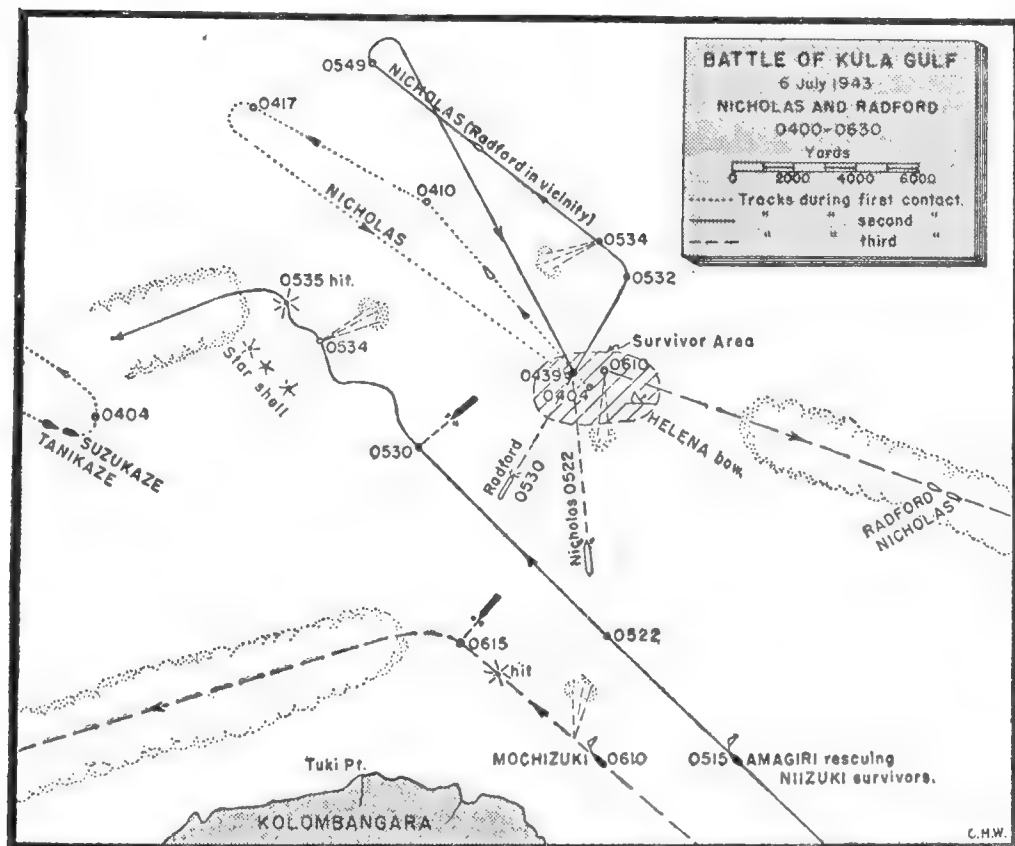 BATTLE OF KULA GULF
6 July 1943
NICHOLAS AND RADFORD
0400-0630
Yards
0 2000 4000 6000
Tracks during first contact.
" " second "
" " third "
0549
NICHOLAS (Radford in vicinity)
0417
0410
NICHOLAS
0534
0532
0535 hit.
0534
Star shell
Survivor Area
0439
0610
0404
HELENA bow.
0404
SUZUKAZE
TANIKAZE
0530
Radford
0530
Nicholas 0522
RADFORD
NICHOLAS
0522
0615
hit
MOCHIZUKI
0610
0515
AMAGIRI rescuing
NIIZUKI survivors.
Tuki Pt.
KOLOMBANGARA
C.H.W.